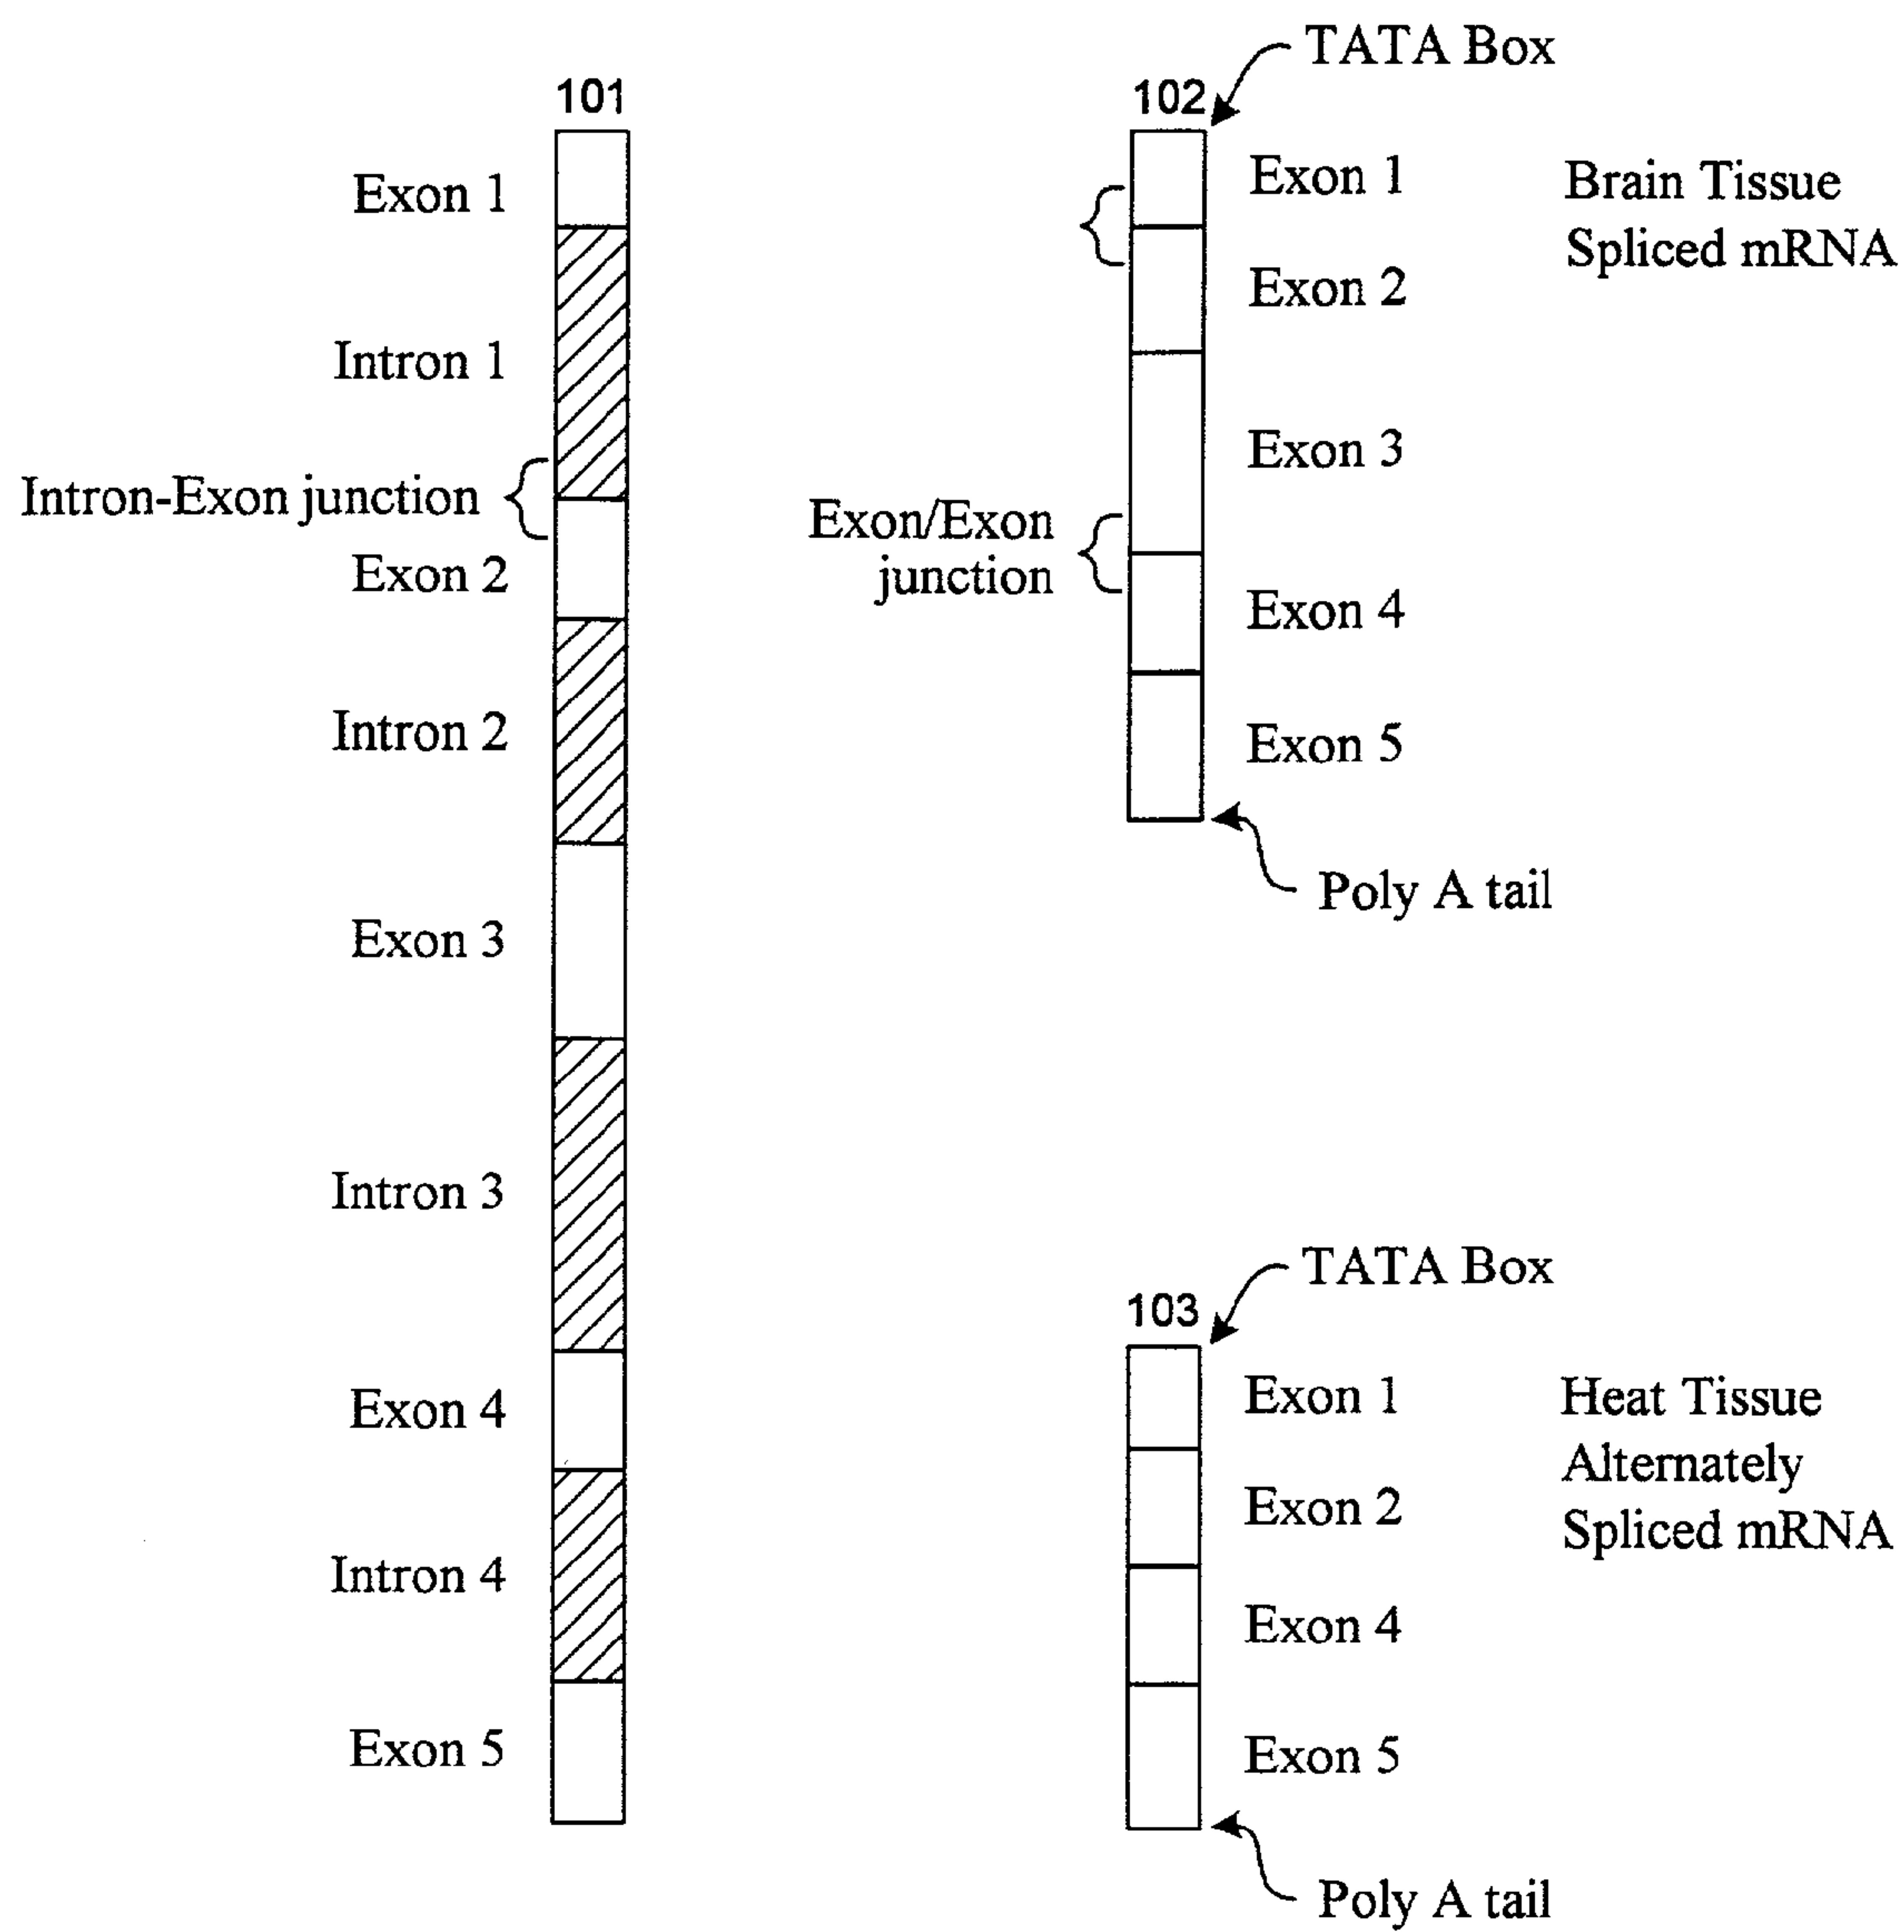 101
Exon 1
Intron 1
Intron-Exon junction
Exon 2
Intron 2
Exon 3
Intron 3
Exon 4
Intron 4
Exon 5
TATA Box
102
Exon 1
Exon 2
Exon 3
Exon/Exon
junction
Exon 4
Exon 5
Poly A tail
Brain Tissue
Spliced mRNA
TATA Box
103
Exon 1
Exon 2
Exon 4
Exon 5
Poly A tail
Heat Tissue
Alternately
Spliced mRNA